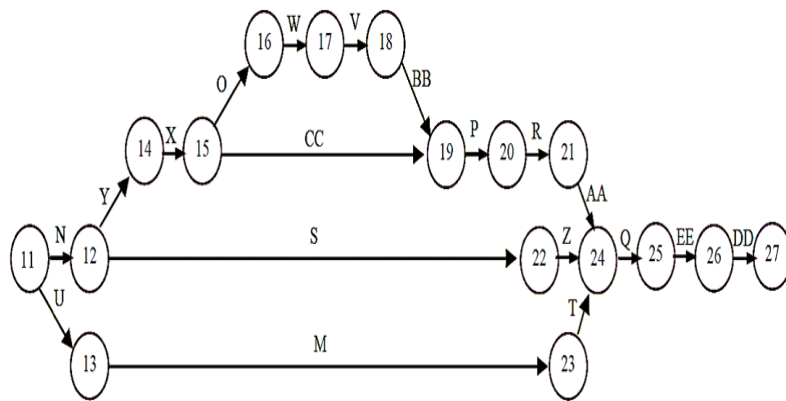 W V
16 17 18
O BB
X CC P R
14 15 19 20 21
Y AA
N S Z Q EE DD
11 12 22 24 25 26 27
U T
M
13 23